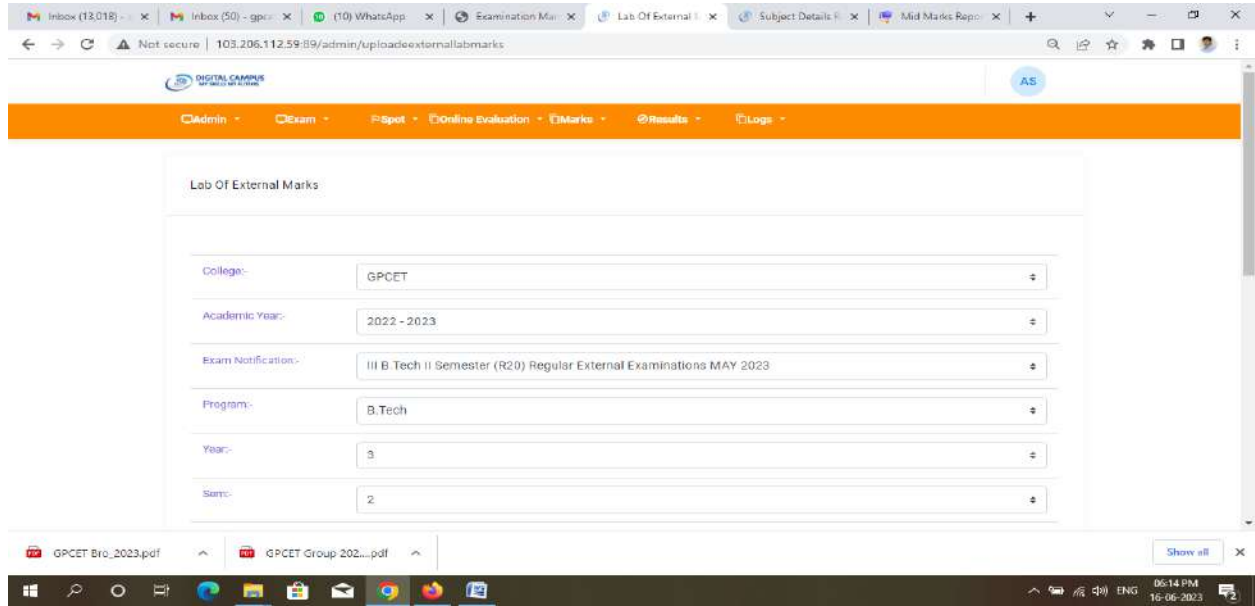 Inbox (13,018) -
Inbox (50) - gpr
(10) WhatsApp
Examination Mar
Lab Of External
Subject Details
Mid Marks Repo
Not secure | 103.206.112.59:89/admin/uploadeexternallabmarks
DIGITAL CAMPUS
AS
Admin
Exam
Spot
Online Evaluation
Marks
Results
Logs
Lab Of External Marks
College:-
GPCET
Academic Year:-
2022 - 2023
Exam Notification:-
III B.Tech II Semester (R20) Regular External Examinations MAY 2023
Program:-
B.Tech
Year:-
3
Sem:-
2
GPCET Bro_2023.pdf
GPCET Group 202....pdf
Show all
ENG
06:14 PM
16-06-2023
2